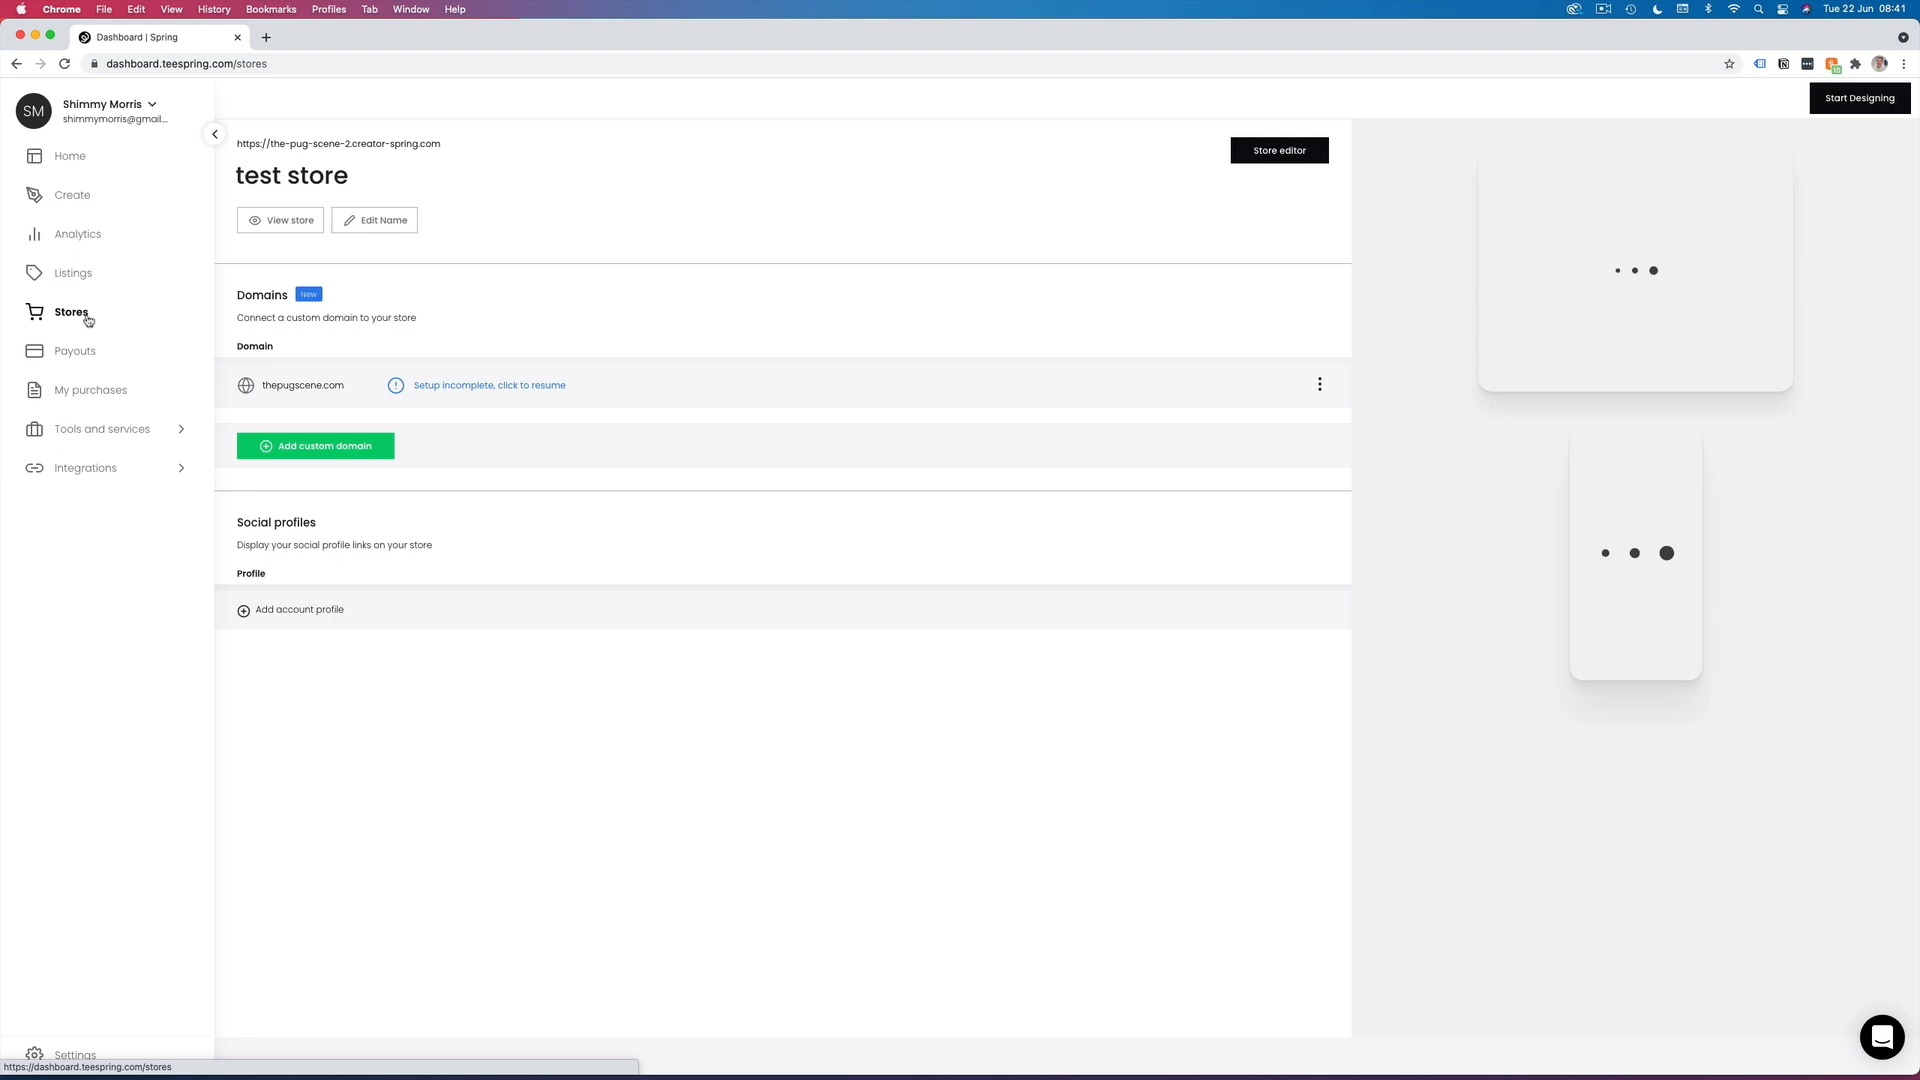 Chrome File Edit View History Bookmarks Profiles Tab Window Help Tue 22 Jun 08:41
Dashboard | Spring
dashboard.teespring.com/stores
SM
Shimmy Morris
shimmymorris@gmail...
Start Designing
Home
Create
Analytics
Listings
Stores
Payouts
My purchases
Tools and services
Integrations
Settings
https://the-pug-scene-2.creator-spring.com
Store editor
test store
View store Edit Name
Domains New
Connect a custom domain to your store
Domain
thepugscene.com Setup incomplete, click to resume
Add custom domain
Social profiles
Display your social profile links on your store
Profile
Add account profile
https://dashboard.teespring.com/stores